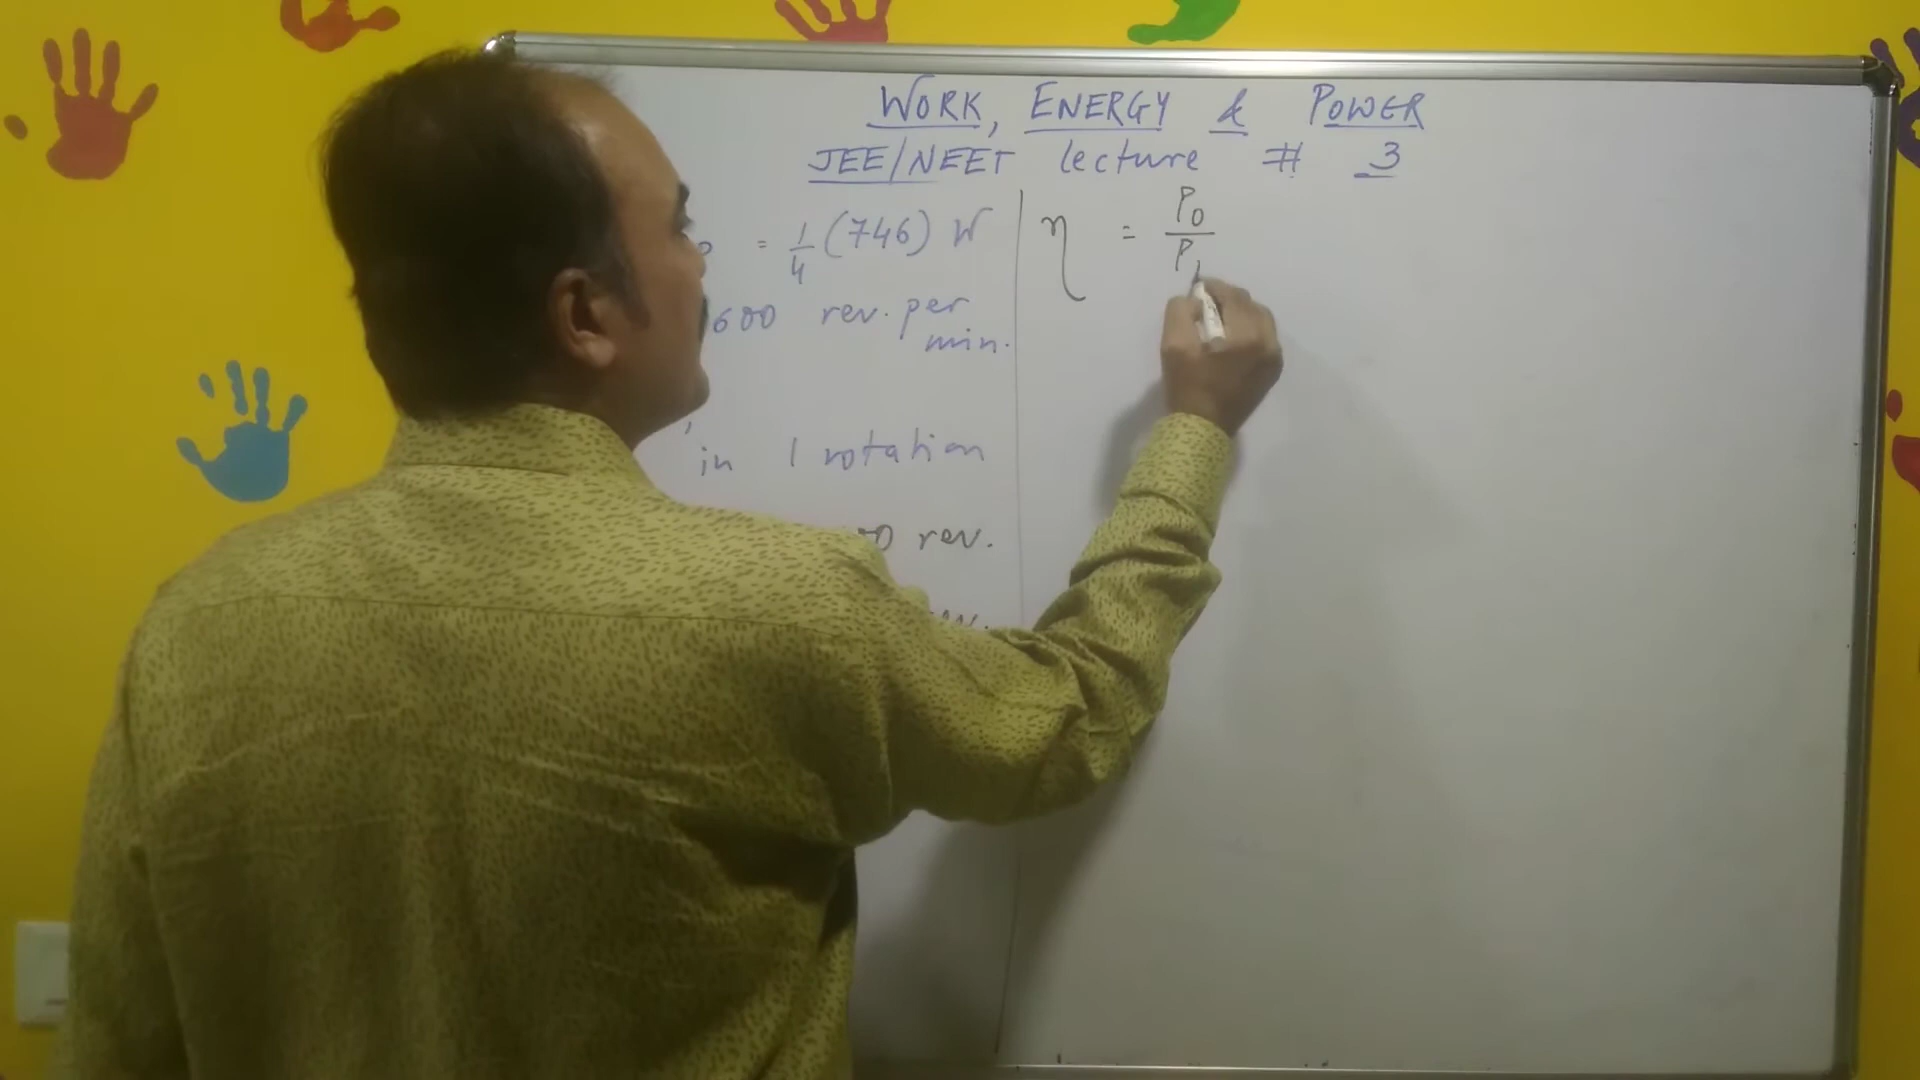 WORK, ENERGY & POWER
JEE/NEET lecture # 3
= 1/4 (746) W
600 rev. per
min.
in 1 rotation
rev.
η = P0/P